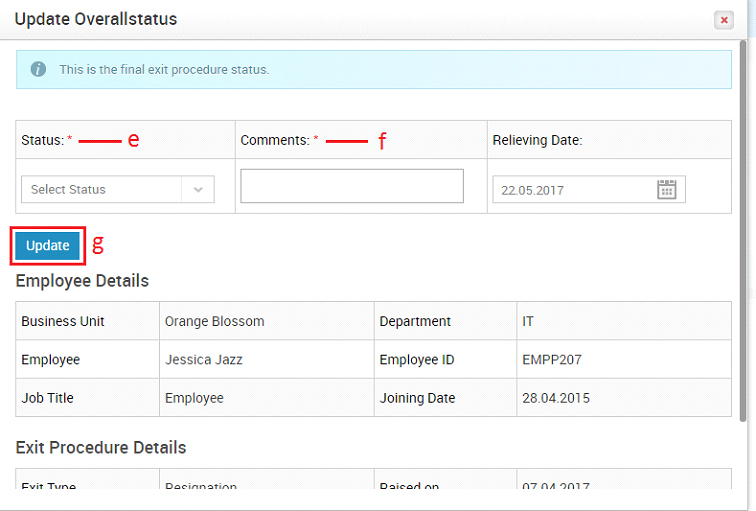 Update Overallstatus
This is the final exit procedure status.
Status: * e Comments: * f Relieving Date:
Select Status 22.05.2017
Update g
Employee Details
Business Unit Orange Blossom Department IT
Employee Jessica Jazz Employee ID EMPP207
Job Title Employee Joining Date 28.04.2015
Exit Procedure Details
Exit Type Resignation Raised on 07.04.2017